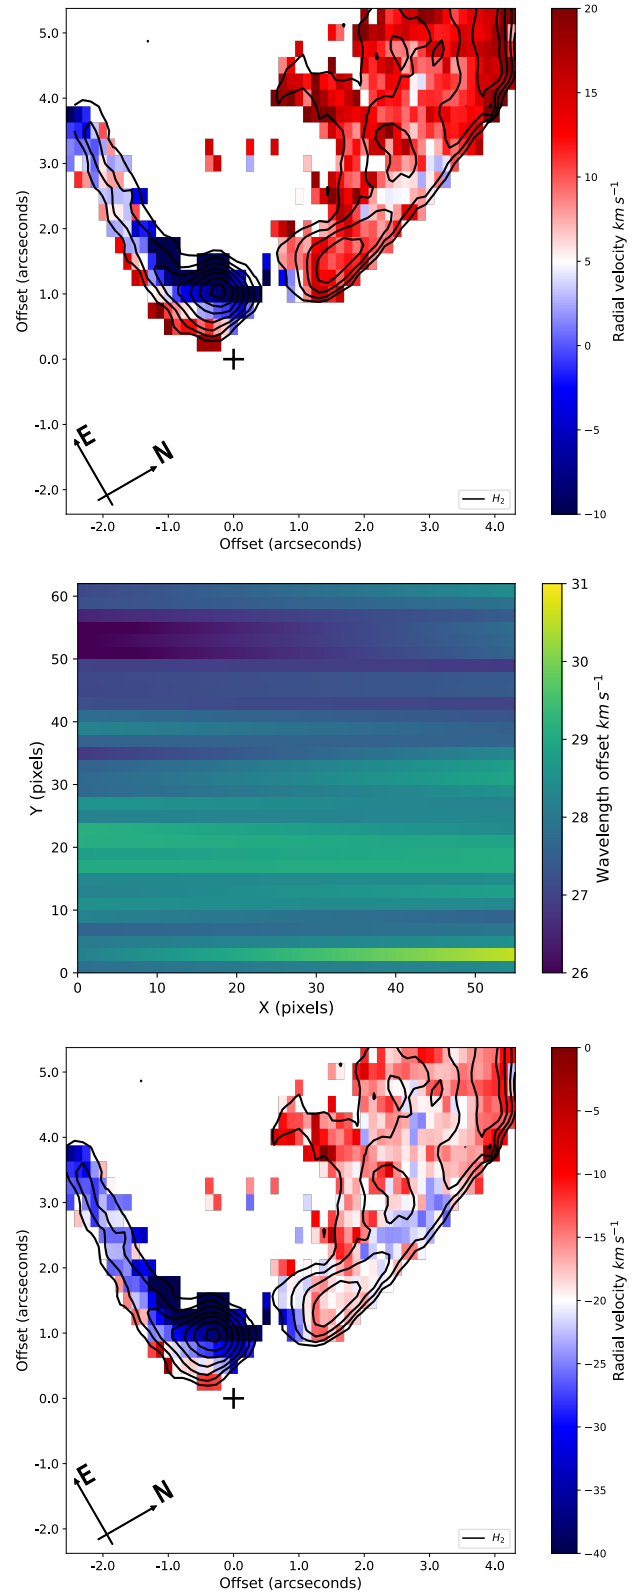 5.0
4.0
3.0
2.0
1.0
0.0
-1.0
-2.0
Offset (arcseconds)
E
N
H₂
-2.0 -1.0 0.0 1.0 2.0 3.0 4.0
Offset (arcseconds)
20
15
10
5
0
−5
−10
Radial velocity km s⁻¹
60
50
40
30
20
10
0
Y (pixels)
0 10 20 30 40 50
X (pixels)
31
30
29
28
27
26
Wavelength offset km s⁻¹
5.0
4.0
3.0
2.0
1.0
0.0
-1.0
-2.0
Offset (arcseconds)
E
N
H₂
-2.0 -1.0 0.0 1.0 2.0 3.0 4.0
Offset (arcseconds)
0
−5
−10
−15
−20
−25
−30
−35
−40
Radial velocity km s⁻¹